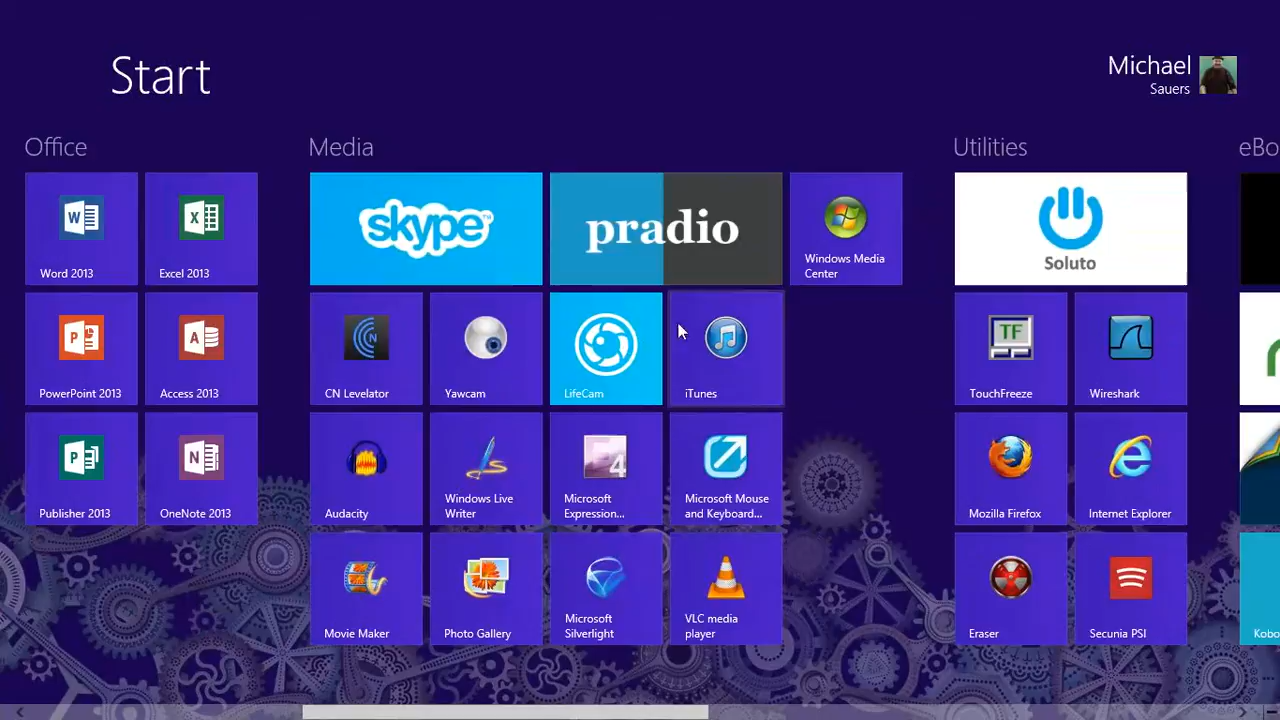 Start
Michael
Sauers
Office
Media
Utilities
eBo
Word 2013
Excel 2013
skype™
pradio
Windows Media
Center
Soluto
PowerPoint 2013
Access 2013
CN Levelator
Yawcam
LifeCam
iTunes
TF
TouchFreeze
Wireshark
Publisher 2013
OneNote 2013
Audacity
Windows Live
Writer
4
Microsoft
Expression...
Microsoft Mouse
and Keyboard...
Mozilla Firefox
Internet Explorer
Movie Maker
Photo Gallery
Microsoft
Silverlight
VLC media
player
Eraser
Secunia PSI
Kobo